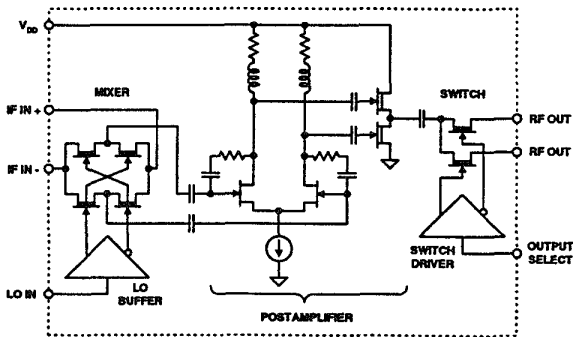 V_DD
MIXER
SWITCH
IF IN +
RF OUT
IF IN -
RF OUT
LO IN
LO
BUFFER
SWITCH
DRIVER
OUTPUT
SELECT
POSTAMPLIFIER